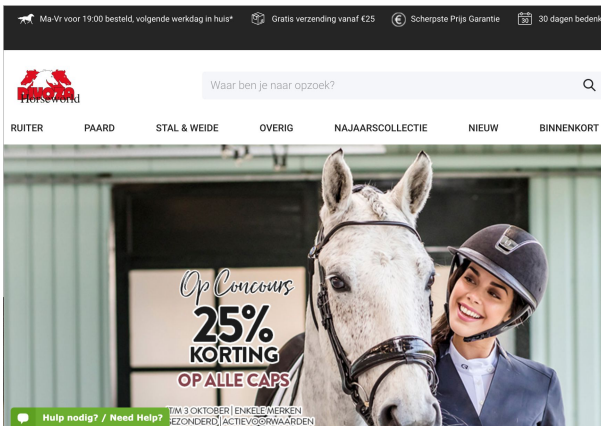 Ma-Vr voor 19:00 besteld, volgende werkdag in huis*
Gratis verzending vanaf €25
Scherpste Prijs Garantie
30 dagen bedenk
DIVOZA
Horseworld
Waar ben je naar opzoek?
RUITER
PAARD
STAL & WEIDE
OVERIG
NAJAARSCOLLECTIE
NIEUW
BINNENKORT
Op Concours
25%
KORTING
OP ALLE CAPS
T/M 3 OKTOBER | ENKELE MERKEN
GEZONDERD | ACTIEVOORWAARDEN
Hulp nodig? / Need Help?